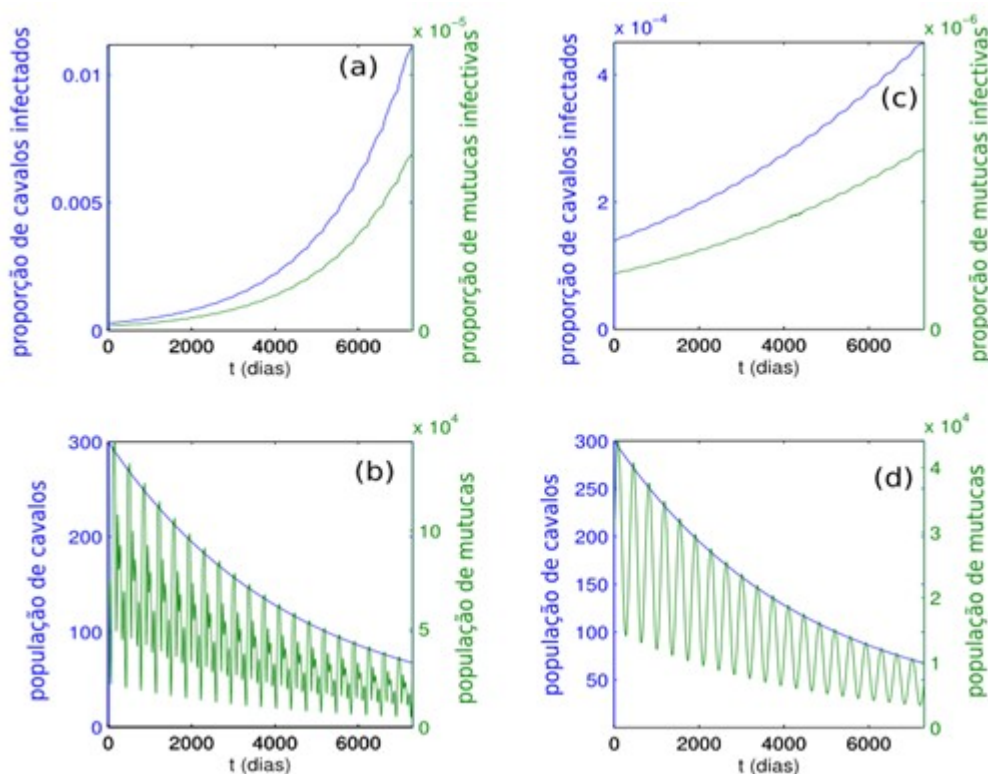 x 10⁻⁵
proporção de cavalos infectados
0.01
0.005
0
(a)
0
proporção de mutucas infectivas
0 2000 4000 6000
t (dias)
x 10⁻⁴
x 10⁻⁶
proporção de cavalos infectados
4
2
0
(c)
0
proporção de mutucas infectivas
0 2000 4000 6000
t (dias)
x 10⁴
população de cavalos
300
200
100
0
(b)
10
5
0
população de mutucas
0 2000 4000 6000
t (dias)
x 10⁴
população de cavalos
300
250
200
150
100
50
(d)
4
3
2
1
0
população de mutucas
0 2000 4000 6000
t (dias)